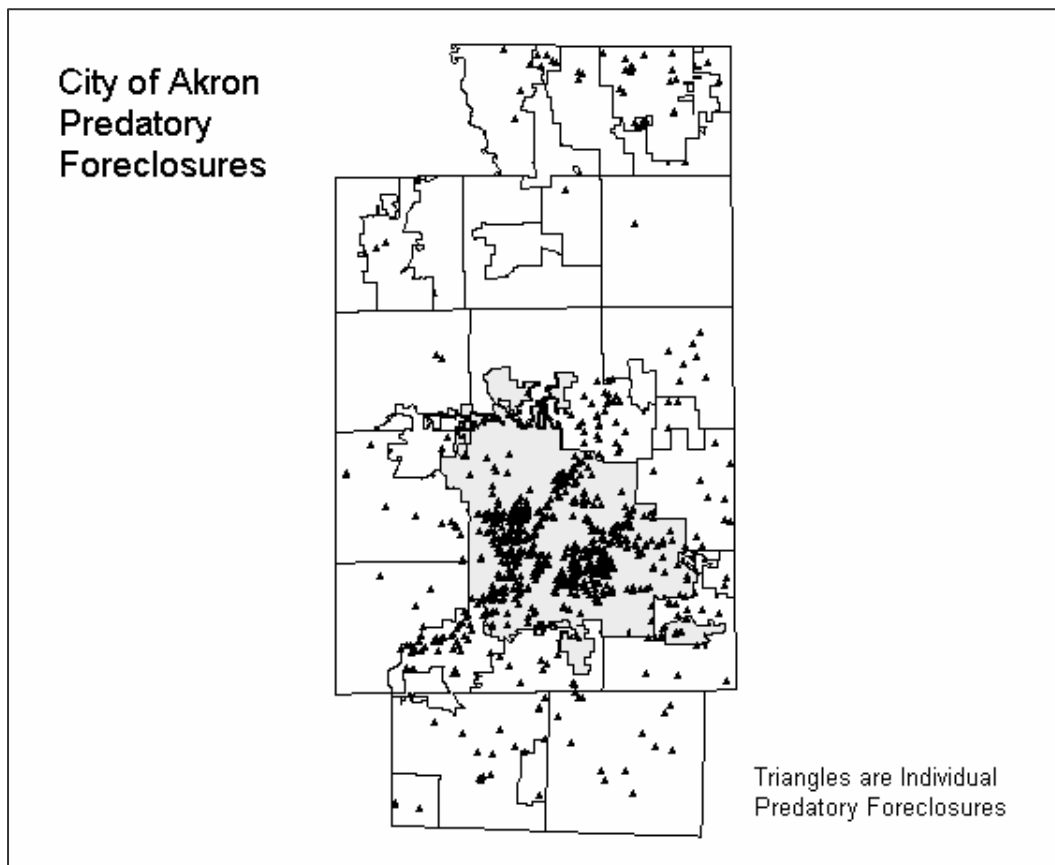 City of Akron
Predatory
Foreclosures
Triangles are Individual
Predatory Foreclosures